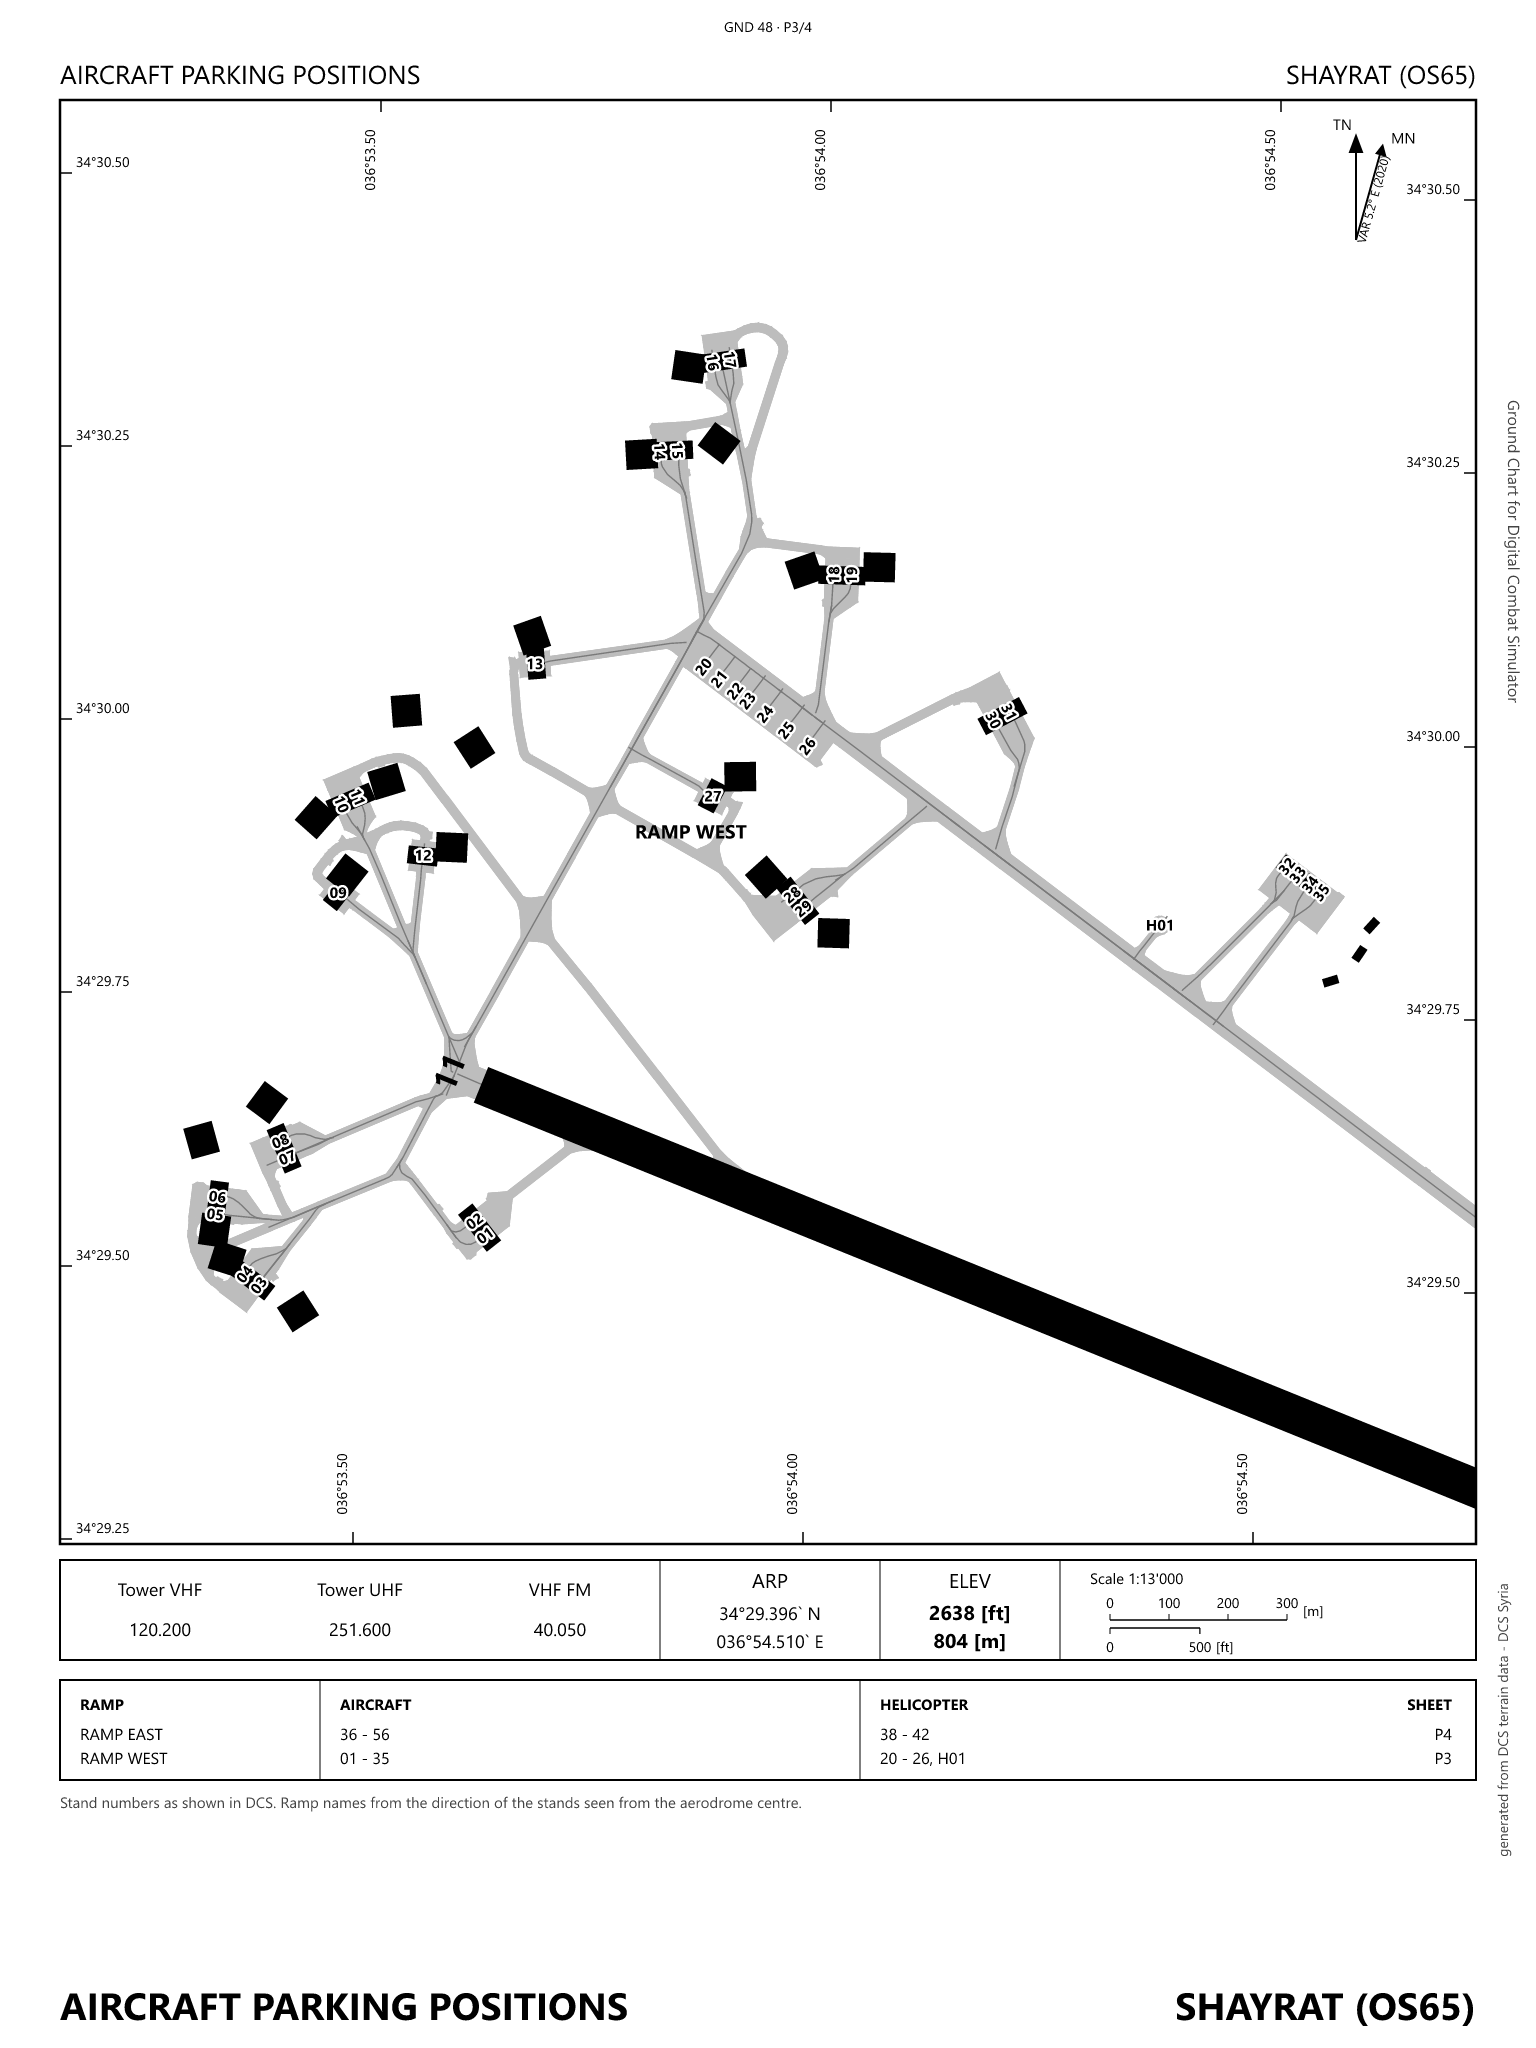 GND 48 · P3/4
AIRCRAFT PARKING POSITIONS
SHAYRAT (OS65)
036°53.50
036°54.00
036°54.50
TN
MN
VAR 5.2° E (2020)
34°30.50
34°30.50
34°30.25
34°30.25
34°30.00
34°30.00
34°29.75
34°29.75
34°29.50
34°29.50
34°29.25
16
17
14
15
18
19
13
20
21
22
23
24
25
26
30
31
27
RAMP WEST
10
11
12
09
28
29
32
33
34
35
H01
11
08
07
06
05
04
03
02
01
036°53.50
036°54.00
036°54.50
Tower VHF
120.200
Tower UHF
251.600
VHF FM
40.050
ARP
34°29.396` N
036°54.510` E
ELEV
2638 [ft]
804 [m]
Scale 1:13'000
0 100 200 300 [m]
0 500 [ft]
RAMP AIRCRAFT HELICOPTER SHEET
RAMP EAST 36 - 56 38 - 42 P4
RAMP WEST 01 - 35 20 - 26, H01 P3
Stand numbers as shown in DCS. Ramp names from the direction of the stands seen from the aerodrome centre.
Ground Chart for Digital Combat Simulator
generated from DCS terrain data - DCS Syria
AIRCRAFT PARKING POSITIONS
SHAYRAT (OS65)